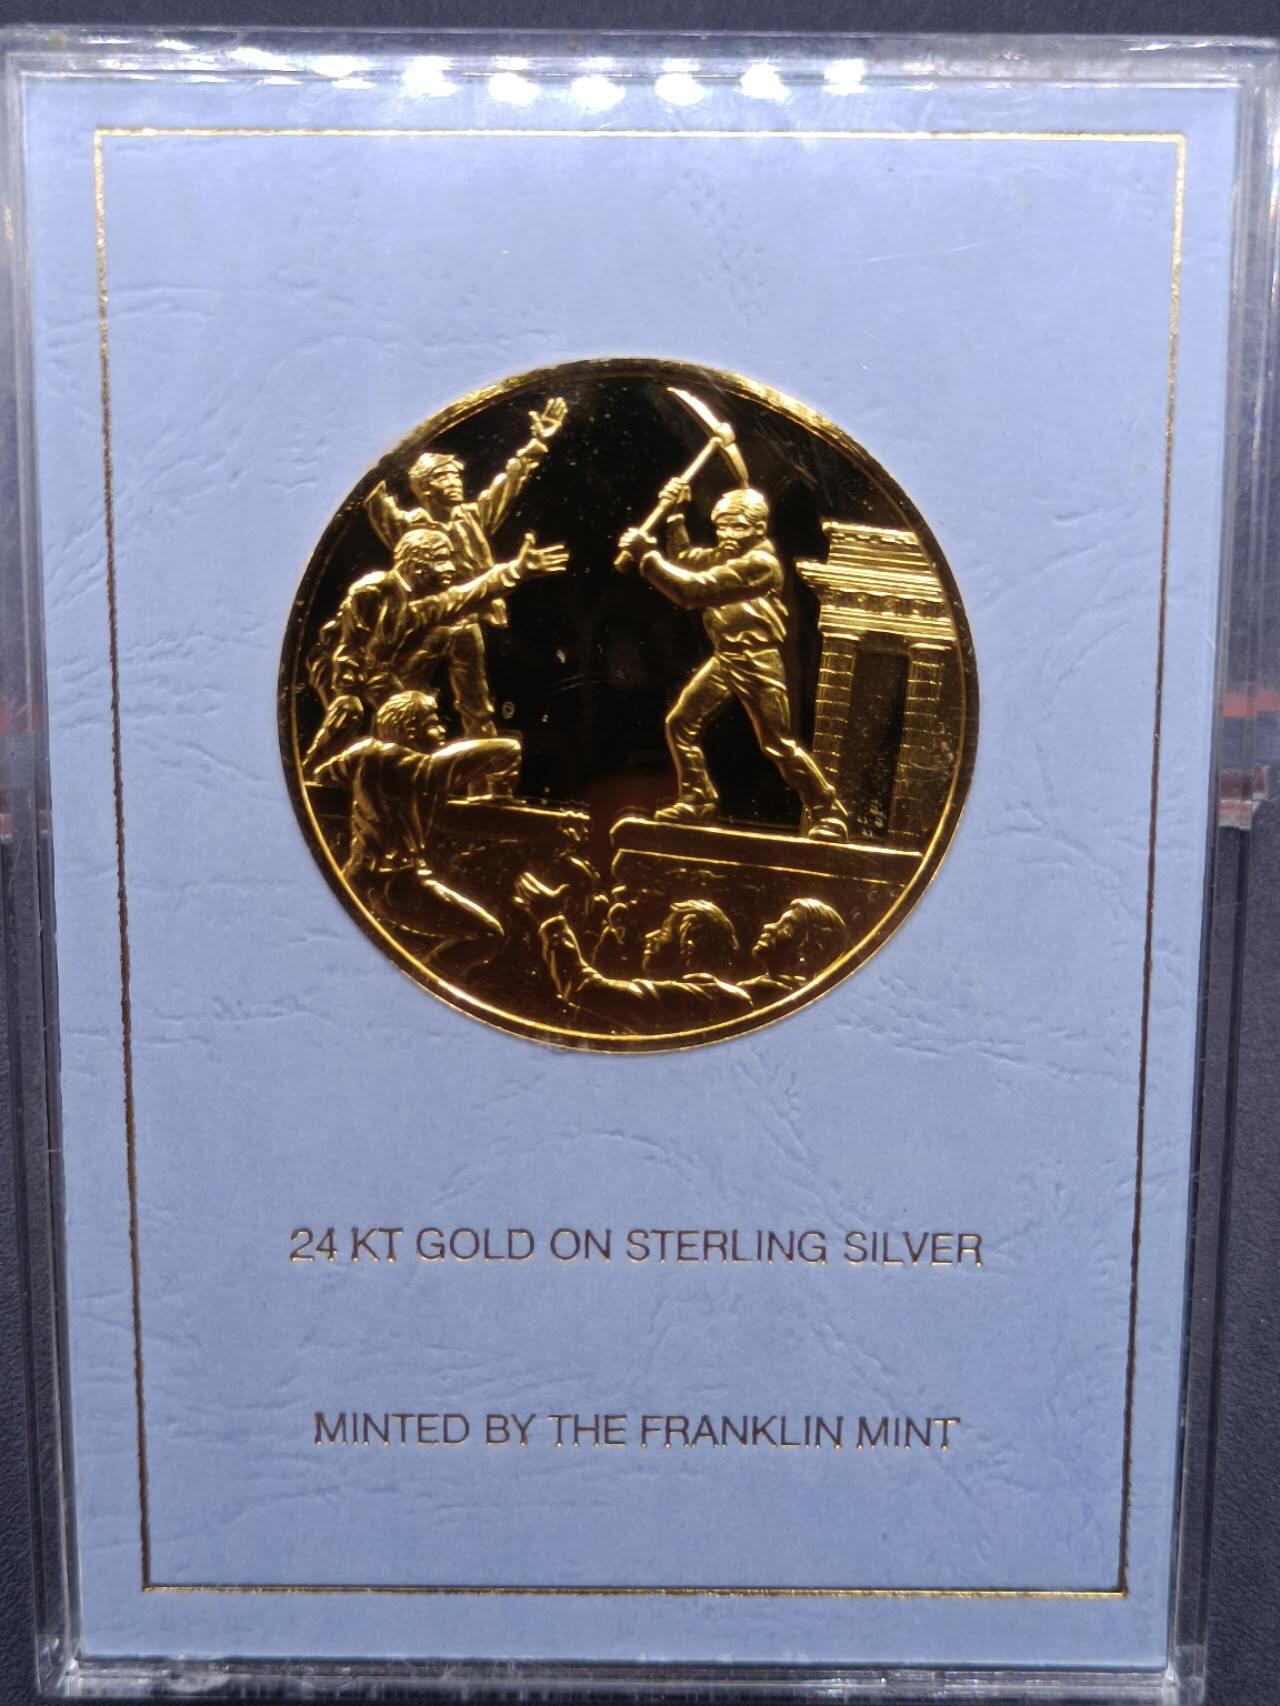 24 KT GOLD ON STERLING SILVER
MINTED BY THE FRANKLIN MINT